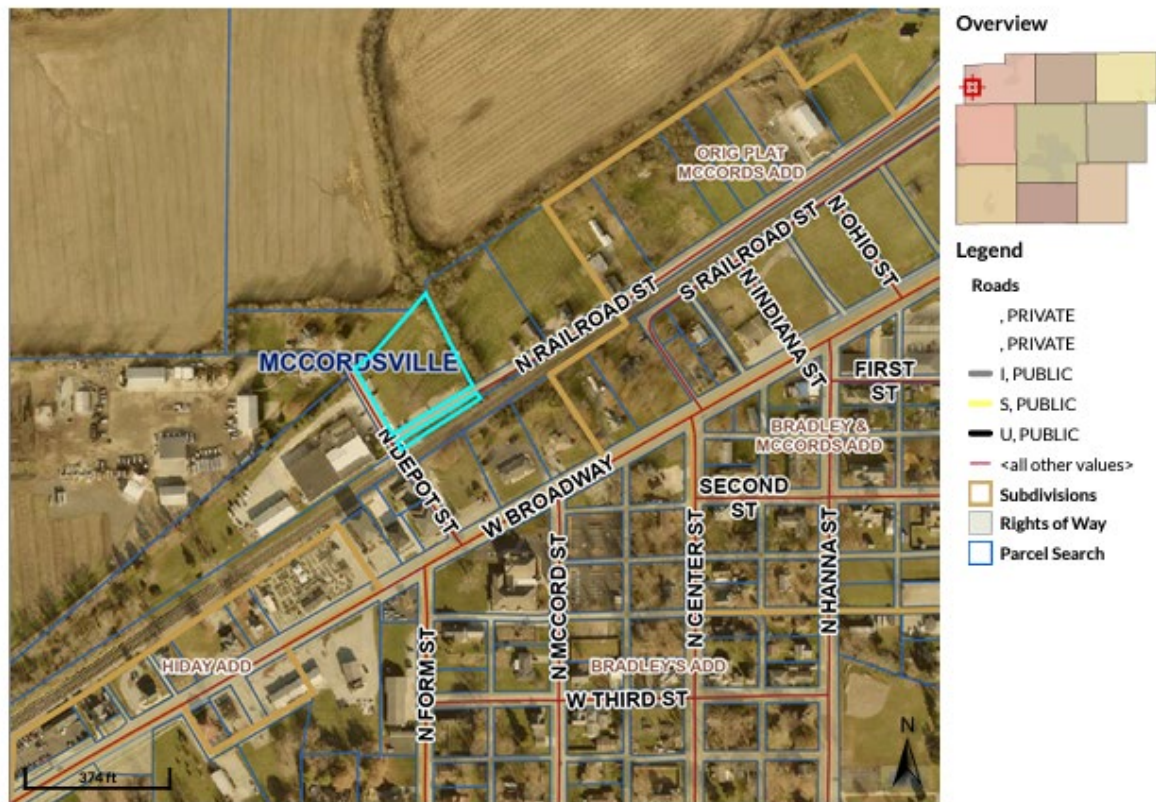 Overview
Legend
Roads
, PRIVATE
, PRIVATE
I, PUBLIC
S, PUBLIC
U, PUBLIC
<all other values>
Subdivisions
Rights of Way
Parcel Search
ORIG PLAT
MCCORDS ADD
N OHIO ST
S RAILROAD ST
N INDIANA ST
N RAILROAD ST
MCCORDSVILLE
FIRST
ST
BRADLEY &
MCCORDS ADD
N DEPOT ST
W BROADWAY
SECOND
ST
N MCCORD ST
N CENTER ST
N HANNA ST
N FORM ST
HIDAY ADD
BRADLEY'S ADD
W THIRD ST
N
374 ft